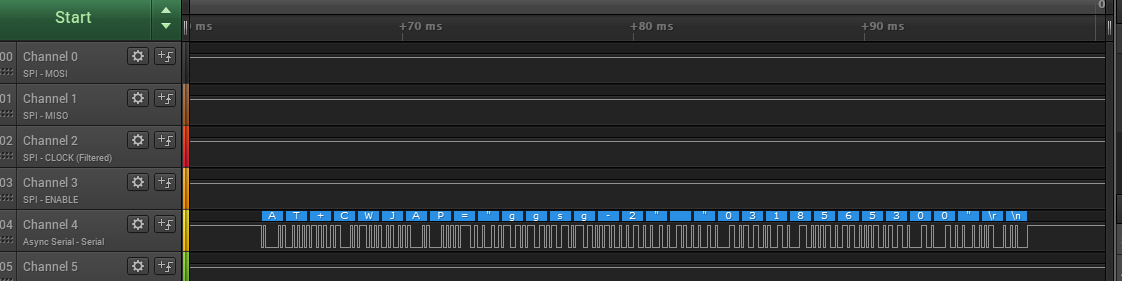 Start
ms
+70 ms
+80 ms
+90 ms
0
00 Channel 0
SPI - MOSI
01 Channel 1
SPI - MISO
02 Channel 2
SPI - CLOCK (Filtered)
03 Channel 3
SPI - ENABLE
04 Channel 4
Async Serial - Serial
A T + C W J A P = " g g s g - 2 " " 0 3 1 8 5 6 5 3 0 0 " \r \n
05 Channel 5